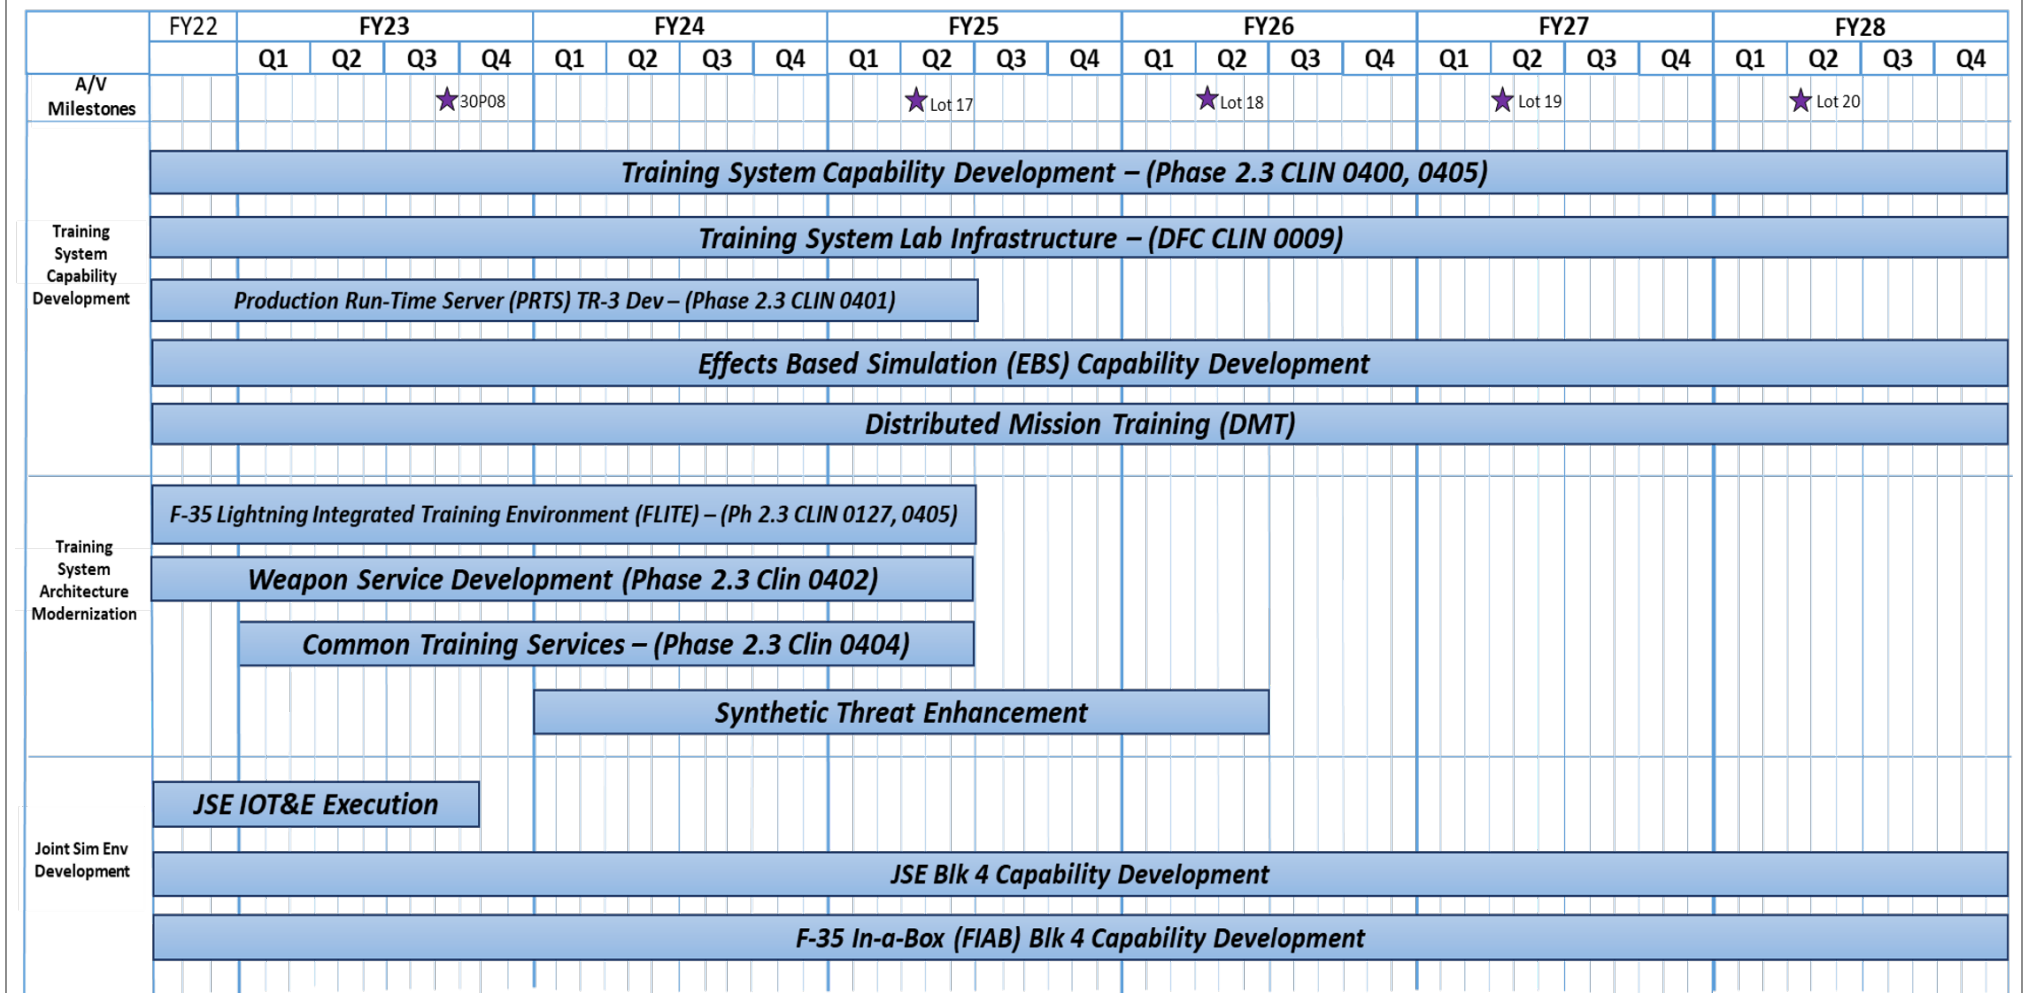 FY22 FY23 FY24 FY25 FY26 FY27 FY28
Q1 Q2 Q3 Q4 Q1 Q2 Q3 Q4 Q1 Q2 Q3 Q4 Q1 Q2 Q3 Q4 Q1 Q2 Q3 Q4 Q1 Q2 Q3 Q4
A/V
Milestones
30P08
Lot 17
Lot 18
Lot 19
Lot 20
Training
System
Capability
Development
Training System Capability Development – (Phase 2.3 CLIN 0400, 0405)
Training System Lab Infrastructure – (DFC CLIN 0009)
Production Run-Time Server (PRTS) TR-3 Dev – (Phase 2.3 CLIN 0401)
Effects Based Simulation (EBS) Capability Development
Distributed Mission Training (DMT)
Training
System
Architecture
Modernization
F-35 Lightning Integrated Training Environment (FLITE) – (Ph 2.3 CLIN 0127, 0405)
Weapon Service Development (Phase 2.3 Clin 0402)
Common Training Services – (Phase 2.3 Clin 0404)
Synthetic Threat Enhancement
Joint Sim Env
Development
JSE IOT&E Execution
JSE Blk 4 Capability Development
F-35 In-a-Box (FIAB) Blk 4 Capability Development